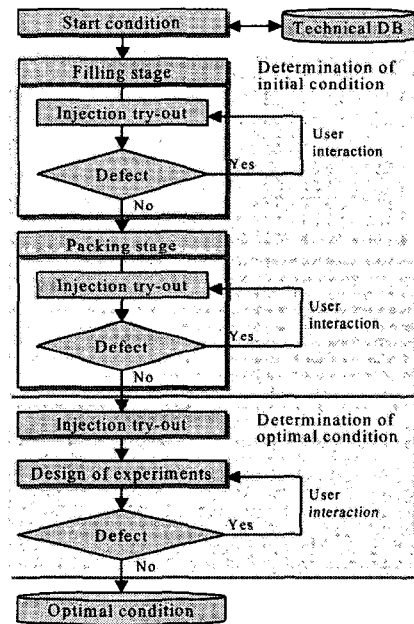 Start condition
Technical DB
Filling stage
Determination of
initial condition
Injection try-out
User
interaction
Defect
Yes
No
Packing stage
Injection try-out
User
interaction
Defect
Yes
No
Injection try-out
Determination of
optimal condition
Design of experiments
User
interaction
Defect
Yes
No
Optimal condition